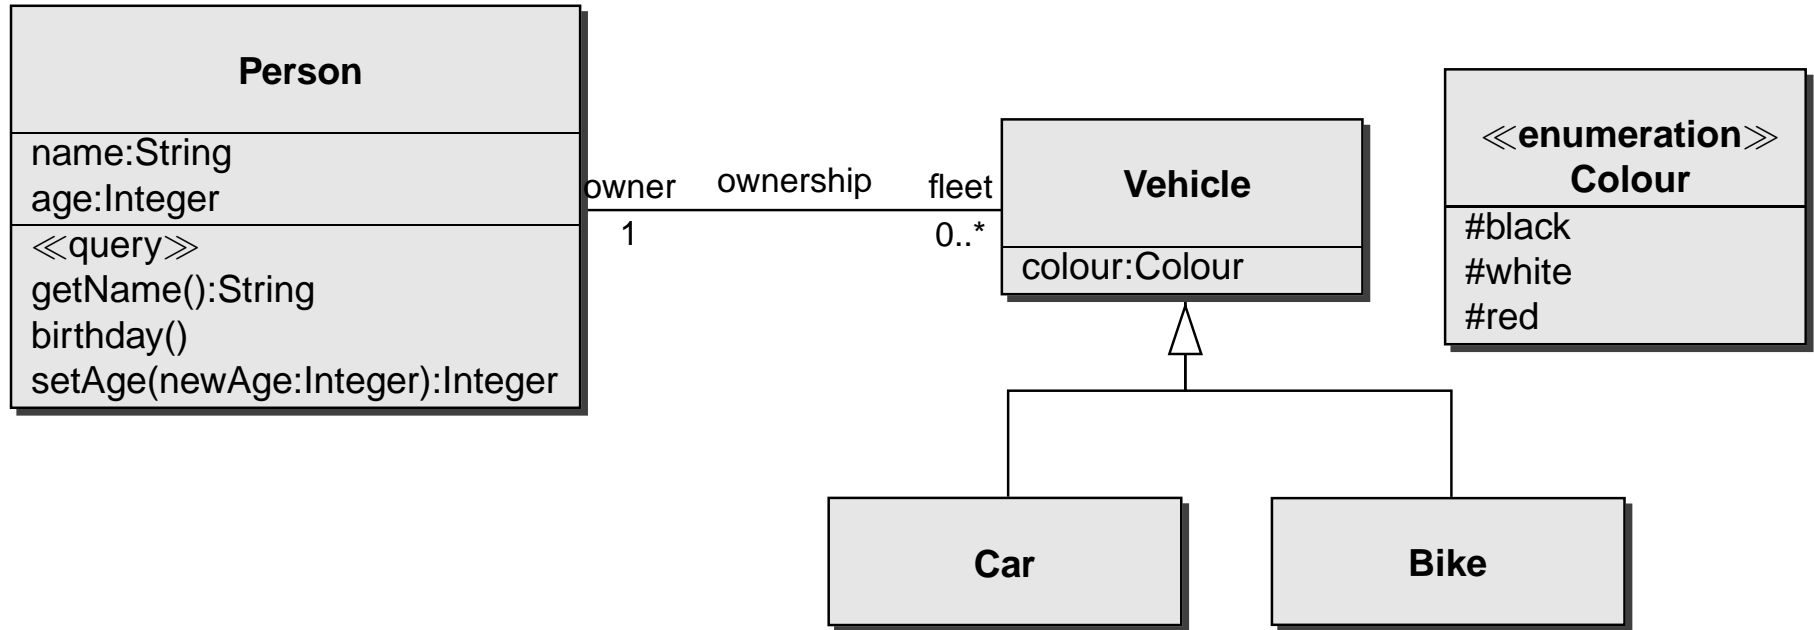 Person
name:String
age:Integer
≪query≫
getName():String
birthday()
setAge(newAge:Integer):Integer
owner
ownership
fleet
1
0..*
Vehicle
colour:Colour
≪enumeration≫
Colour
#black
#white
#red
Car
Bike